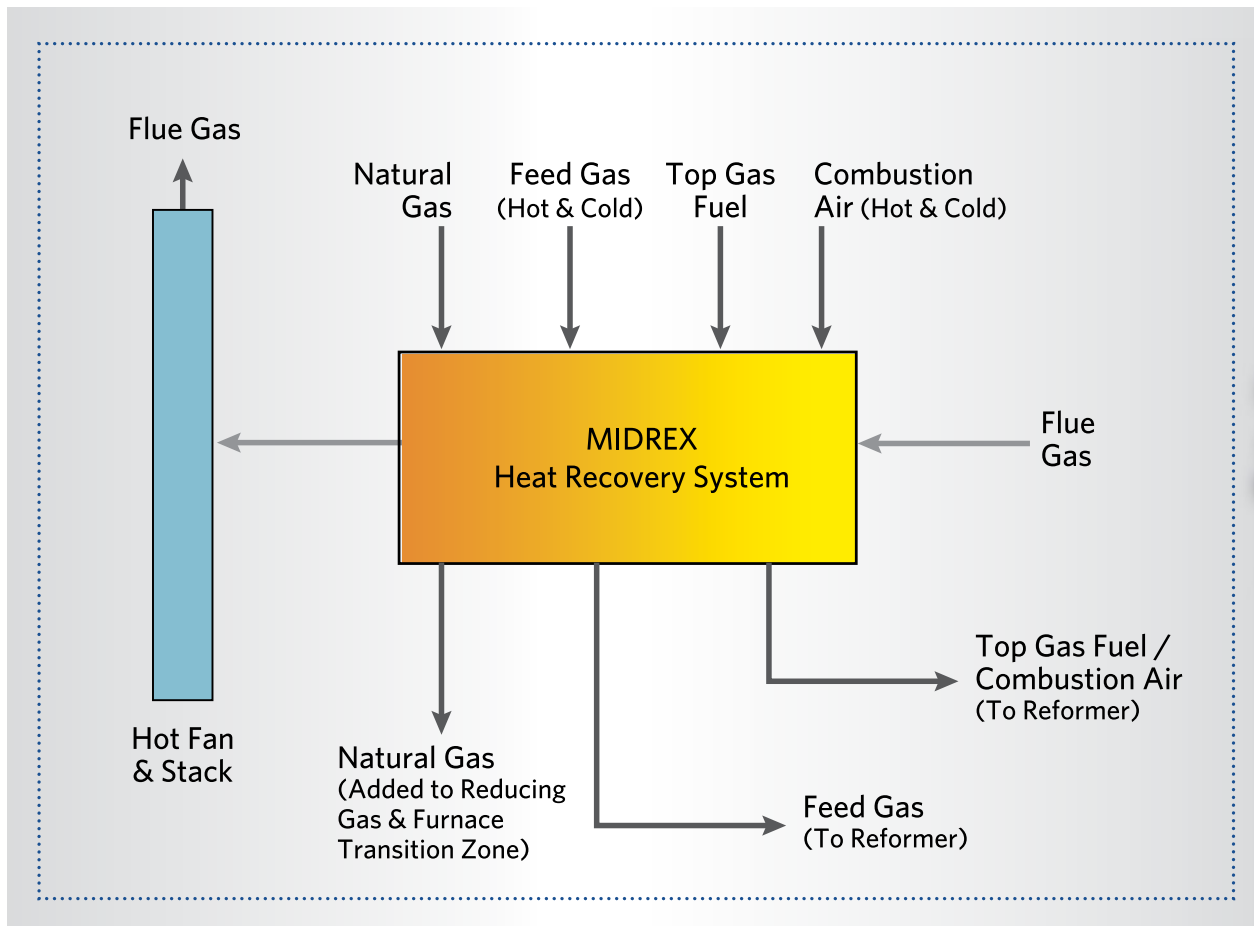 Flue Gas
Natural
Gas
Feed Gas
(Hot & Cold)
Top Gas
Fuel
Combustion
Air (Hot & Cold)
MIDREX
Heat Recovery System
Flue
Gas
Hot Fan
& Stack
Natural Gas
(Added to Reducing
Gas & Furnace
Transition Zone)
Top Gas Fuel /
Combustion Air
(To Reformer)
Feed Gas
(To Reformer)